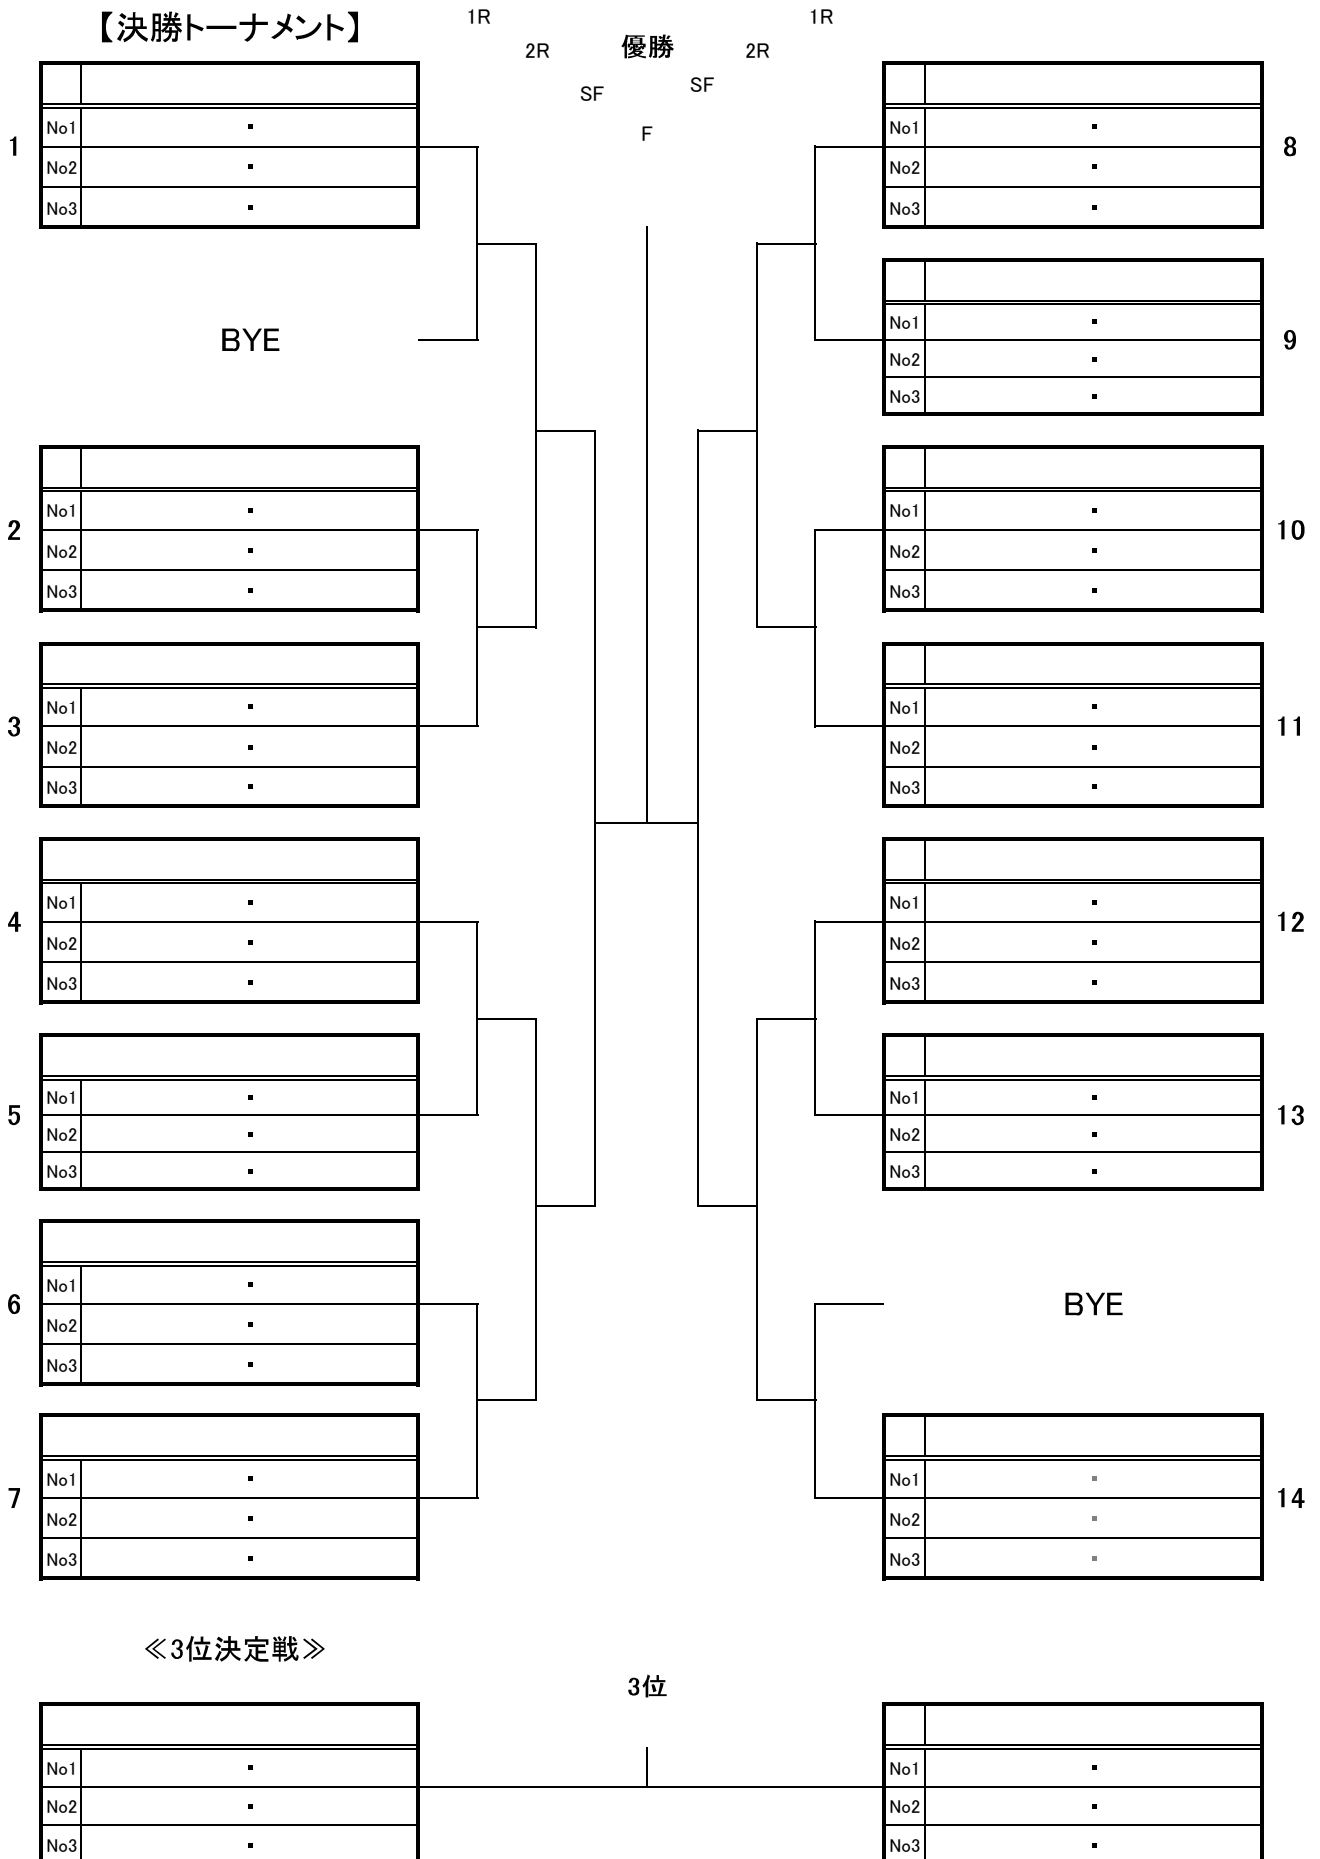 【決勝トーナメント】
1R
1R
2R
優勝
2R
SF
SF
F
1
No1 ・
No2 ・
No3 ・
BYE
2
No1 ・
No2 ・
No3 ・
3
No1 ・
No2 ・
No3 ・
4
No1 ・
No2 ・
No3 ・
5
No1 ・
No2 ・
No3 ・
6
No1 ・
No2 ・
No3 ・
7
No1 ・
No2 ・
No3 ・
8
No1 ・
No2 ・
No3 ・
9
No1 ・
No2 ・
No3 ・
10
No1 ・
No2 ・
No3 ・
11
No1 ・
No2 ・
No3 ・
12
No1 ・
No2 ・
No3 ・
13
No1 ・
No2 ・
No3 ・
BYE
14
No1 ・
No2 ・
No3 ・
≪3位決定戦≫
3位
No1 ・
No2 ・
No3 ・
No1 ・
No2 ・
No3 ・